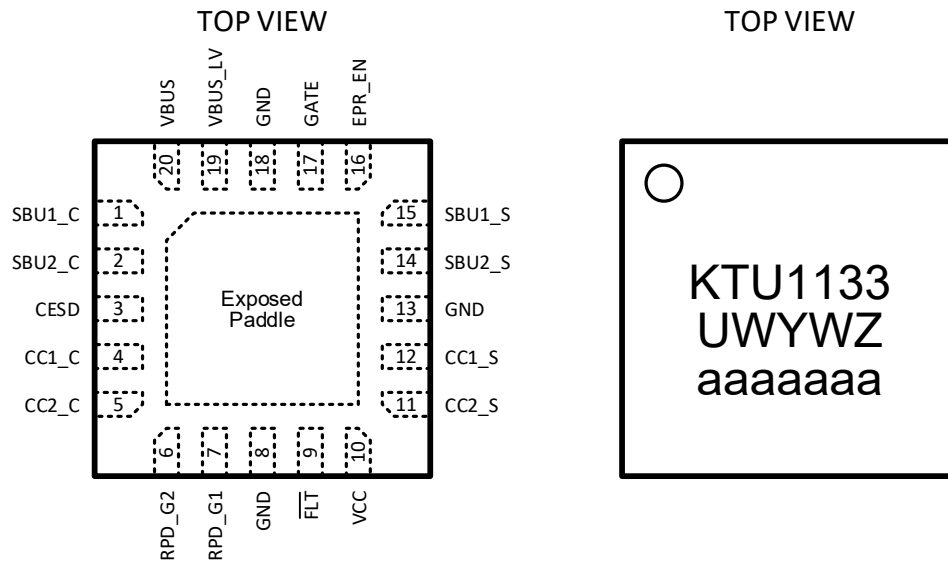 TOP VIEW
TOP VIEW
VBUS
VBUS_LV
GND
GATE
EPR_EN
20
19
18
17
16
SBU1_C 1
15 SBU1_S
SBU2_C 2
14 SBU2_S
CESD 3
13 GND
CC1_C 4
12 CC1_S
CC2_C 5
11 CC2_S
Exposed
Paddle
6
7
8
9
10
RPD_G2
RPD_G1
GND
FLT
VCC
KTU1133
UWYWZ
aaaaaaa